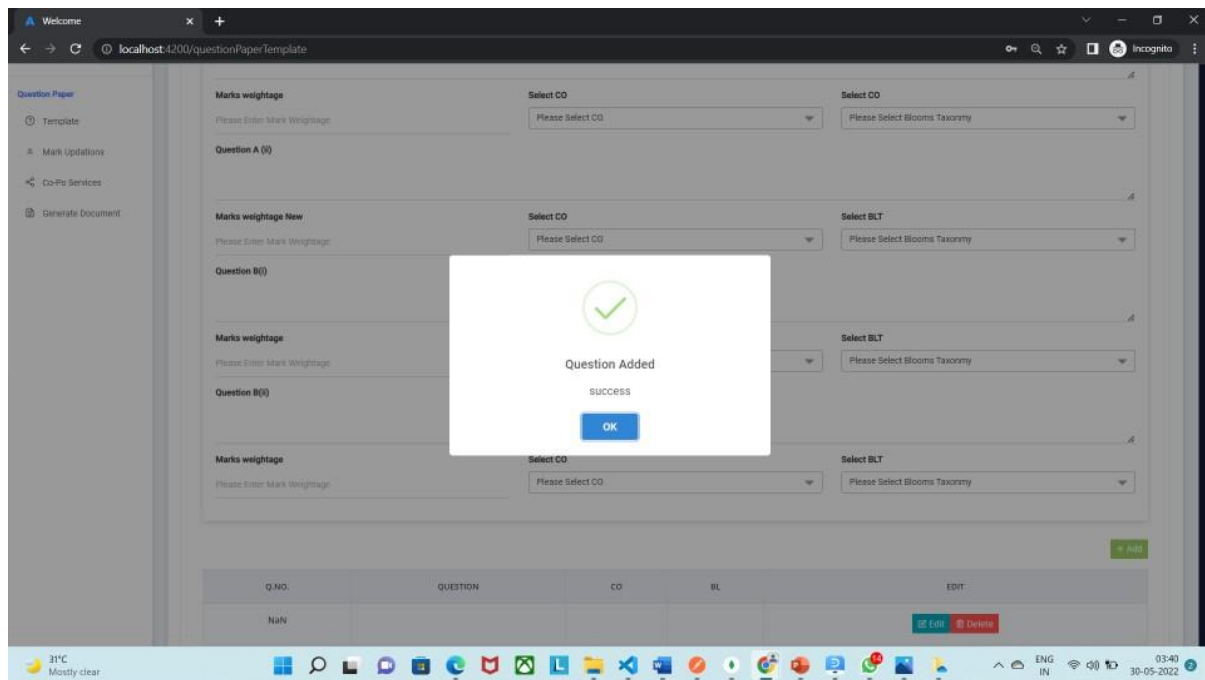 Welcome
localhost:4200/questionPaperTemplate
Incognito
Question Paper
Template
Mark Updations
Co-Po Services
Generate Document
Marks weightage Select CO Select CO
Please Enter Mark Weightage Please Select CO Please Select Blooms Taxonmy
Question A (ii)
Marks weightage New Select CO Select BLT
Please Enter Mark Weightage Please Select CO Please Select Blooms Taxonmy
Question B(i)
Marks weightage Select BLT
Please Enter Mark Weightage Please Select Blooms Taxonmy
Question B(ii)
Question Added
success
OK
Marks weightage Select CO Select BLT
Please Enter Mark Weightage Please Select CO Please Select Blooms Taxonmy
+ Add
Q.NO. QUESTION CO BL EDIT
NaN Edit Delete
31°C
Mostly clear
ENG
IN
03:40
30-05-2022
2
14